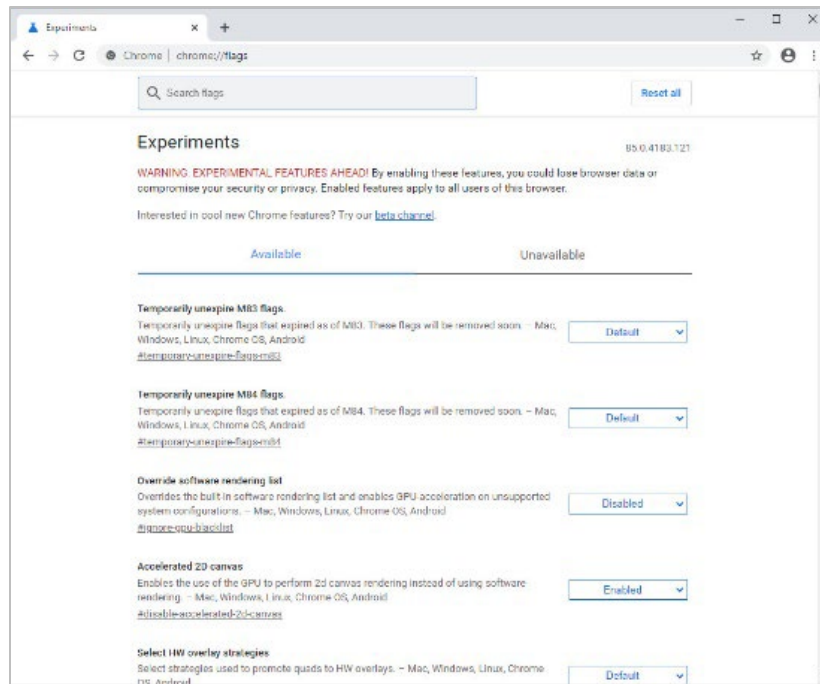 Experiments
Chrome | chrome://flags
Search flags
Reset all
Experiments
85.0.4183.121
WARNING: EXPERIMENTAL FEATURES AHEAD! By enabling these features, you could lose browser data or
compromise your security or privacy. Enabled features apply to all users of this browser.
Interested in cool new Chrome features? Try our beta channel.
Available
Unavailable
Temporarily unexpire M83 flags.
Temporarily unexpire flags that expired as of M83. These flags will be removed soon. – Mac,
Windows, Linux, Chrome OS, Android
#temporary-unexpire-flags-m83
Default
Temporarily unexpire M84 flags.
Temporarily unexpire flags that expired as of M84. These flags will be removed soon. – Mac,
Windows, Linux, Chrome OS, Android
#temporary-unexpire-flags-m84
Default
Override software rendering list
Overrides the built-in software rendering list and enables GPU-acceleration on unsupported
system configurations. – Mac, Windows, Linux, Chrome OS, Android
#ignore-gpu-blacklist
Disabled
Accelerated 2D canvas
Enables the use of the GPU to perform 2d canvas rendering instead of using software
rendering. – Mac, Windows, Linux, Chrome OS, Android
#disable-accelerated-2d-canvas
Enabled
Select HW overlay strategies
Select strategies used to promote quads to HW overlays. – Mac, Windows, Linux, Chrome
OS, Android
Default